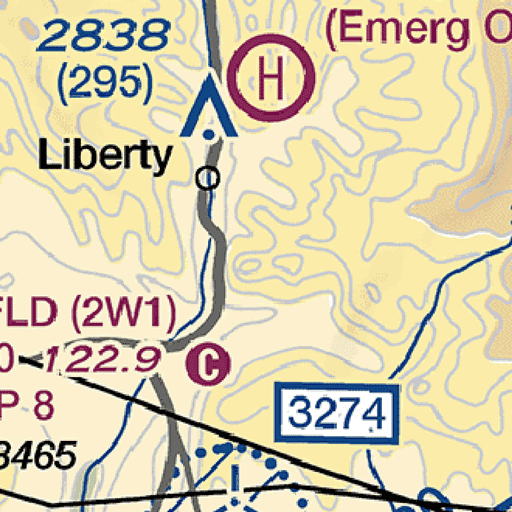 2838
(Emerg O
(295)
H
Liberty
FLD (2W1)
0 122.9 C
P 8
3274
3465